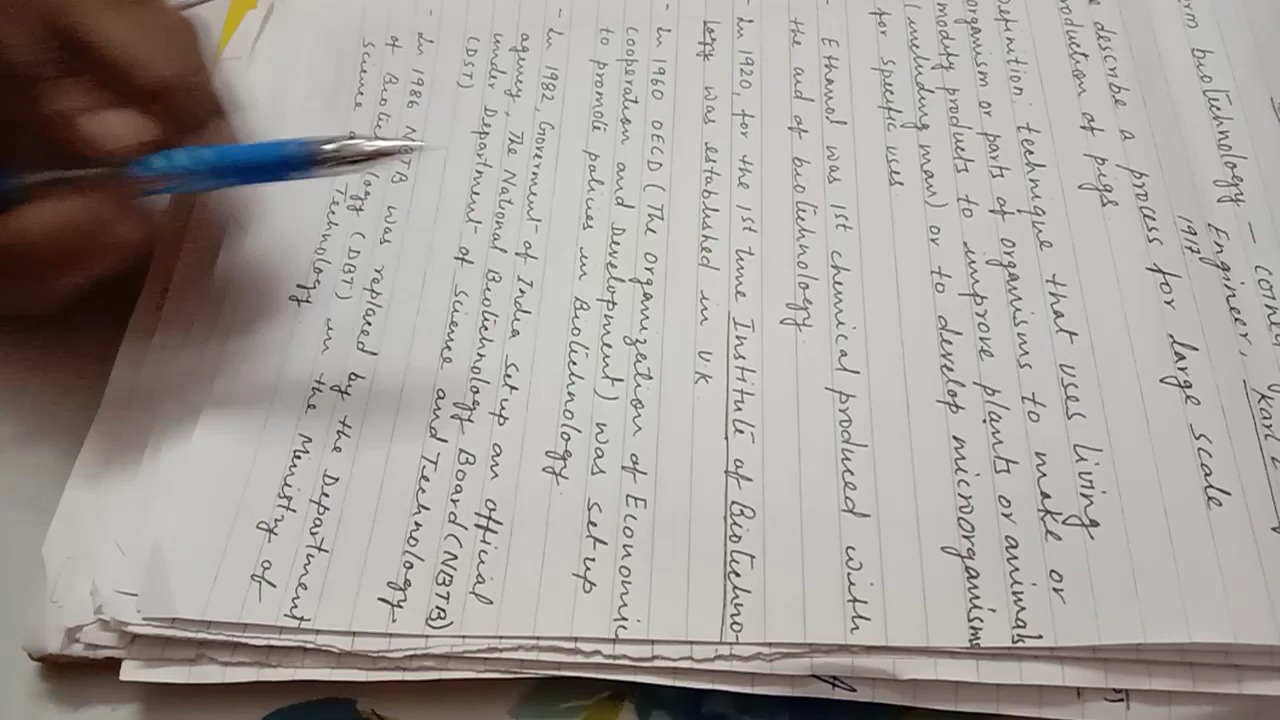 biotechnology - 
Engineer, Karl
1917
describe a process for large scale
production of pigs.
Definition: technique that uses living
organism or parts of organisms to make or
modify products to improve plants or animals
(including man) or to develop microorganisms
for specific uses.
- Ethanol was 1st chemical produced with
the aid of biotechnology.
- In 1920, for the 1st time Institute of Biotechno-
logy was established in UK.
- In 1960 OECD (The organization of Economic
Cooperation and Development) was set up
to promote policies in Biotechnology.
- In 1982, Government of India set up an official
agency, The National Biotechnology Board (NBTB)
under Department of Science and Technology
(DST)
- In 1986 NBTB was replaced by the Department
of (DBT) in the Ministry of
Science Technology